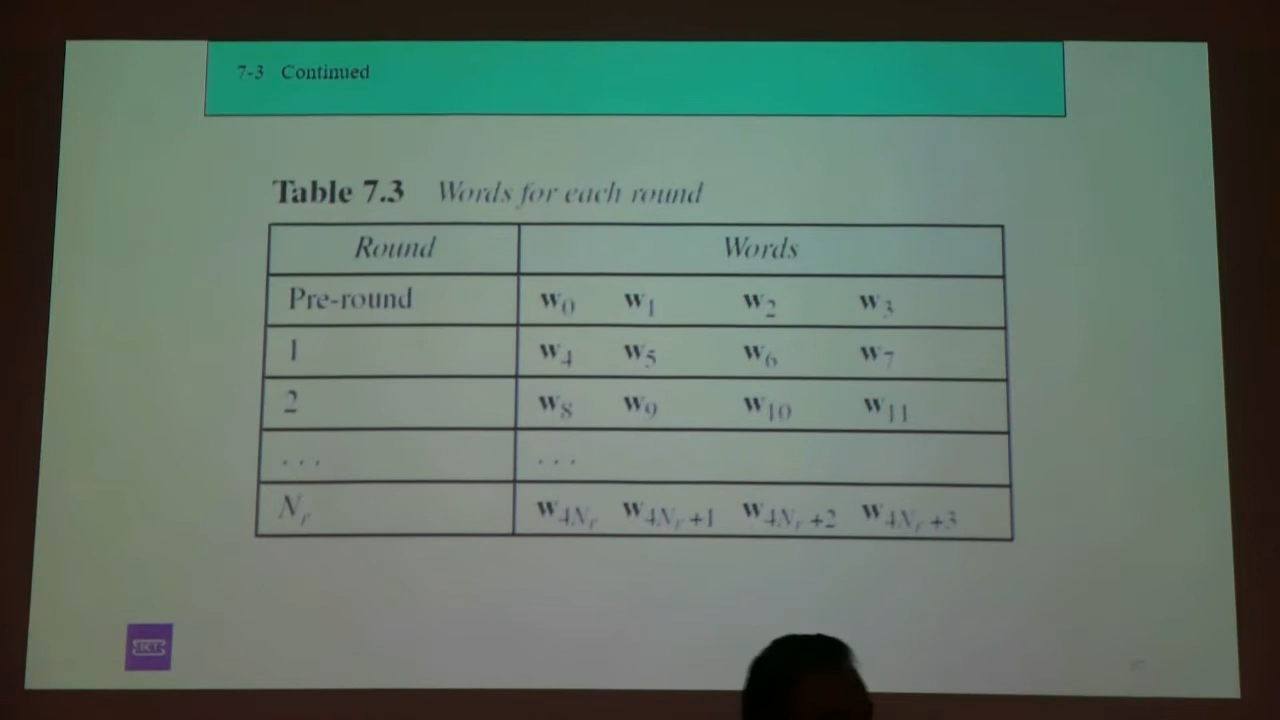 7-3 Continued
Table 7.3 Words for each round
Round Words
Pre-round w0 w1 w2 w3
1 w4 w5 w6 w7
2 w8 w9 w10 w11
... ...
Nr w4Nr w4Nr+1 w4Nr+2 w4Nr+3